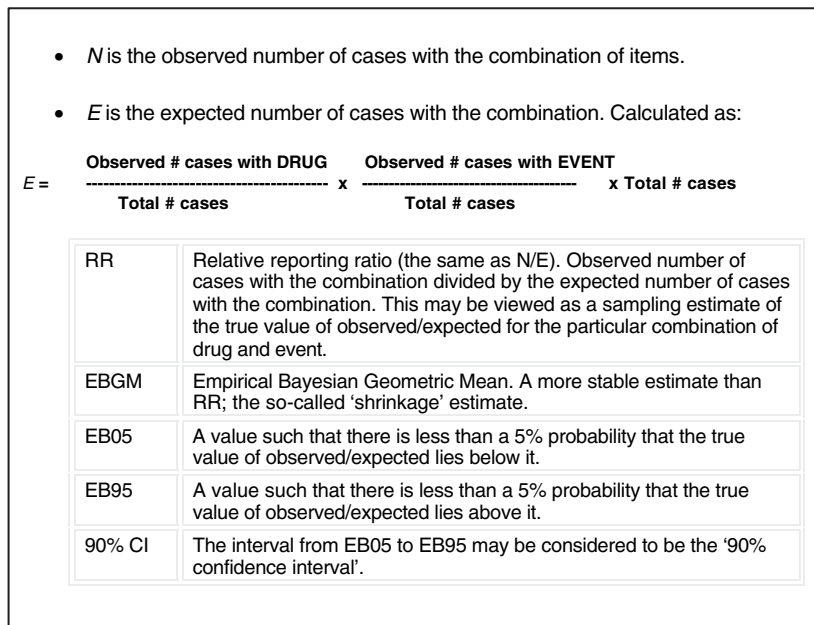 • N is the observed number of cases with the combination of items.
• E is the expected number of cases with the combination. Calculated as:
Observed # cases with DRUG Observed # cases with EVENT
E = ------------------------------------------ x ------------------------------------- x Total # cases
Total # cases Total # cases
RR Relative reporting ratio (the same as N/E). Observed number of
cases with the combination divided by the expected number of cases
with the combination. This may be viewed as a sampling estimate of
the true value of observed/expected for the particular combination of
drug and event.
EBGM Empirical Bayesian Geometric Mean. A more stable estimate than
RR; the so-called ‘shrinkage’ estimate.
EB05 A value such that there is less than a 5% probability that the true
value of observed/expected lies below it.
EB95 A value such that there is less than a 5% probability that the true
value of observed/expected lies above it.
90% CI The interval from EB05 to EB95 may be considered to be the ‘90%
confidence interval’.